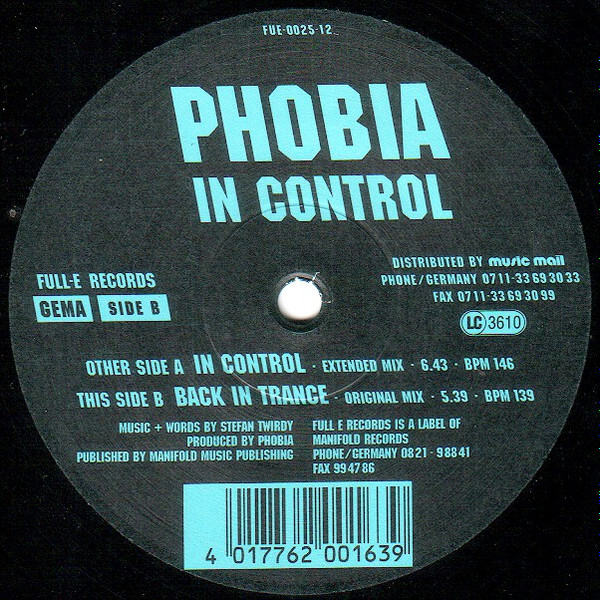 FUE-0025-12
PHOBIA
IN CONTROL
DISTRIBUTED BY music mail
PHONE/GERMANY 0711-33 69 30 33
FAX 0711-33 69 30 99
LC 3610
FULL-E RECORDS
GEMA SIDE B
OTHER SIDE A IN CONTROL · EXTENDED MIX · 6.43 · BPM 146
THIS SIDE B BACK IN TRANCE · ORIGINAL MIX · 5.39 · BPM 139
MUSIC + WORDS BY STEFAN TWIRDY
PRODUCED BY PHOBIA
PUBLISHED BY MANIFOLD MUSIC PUBLISHING
FULL E RECORDS IS A LABEL OF
MANIFOLD RECORDS
PHONE/GERMANY 0821 - 98841
FAX 994786
4 017762 001639